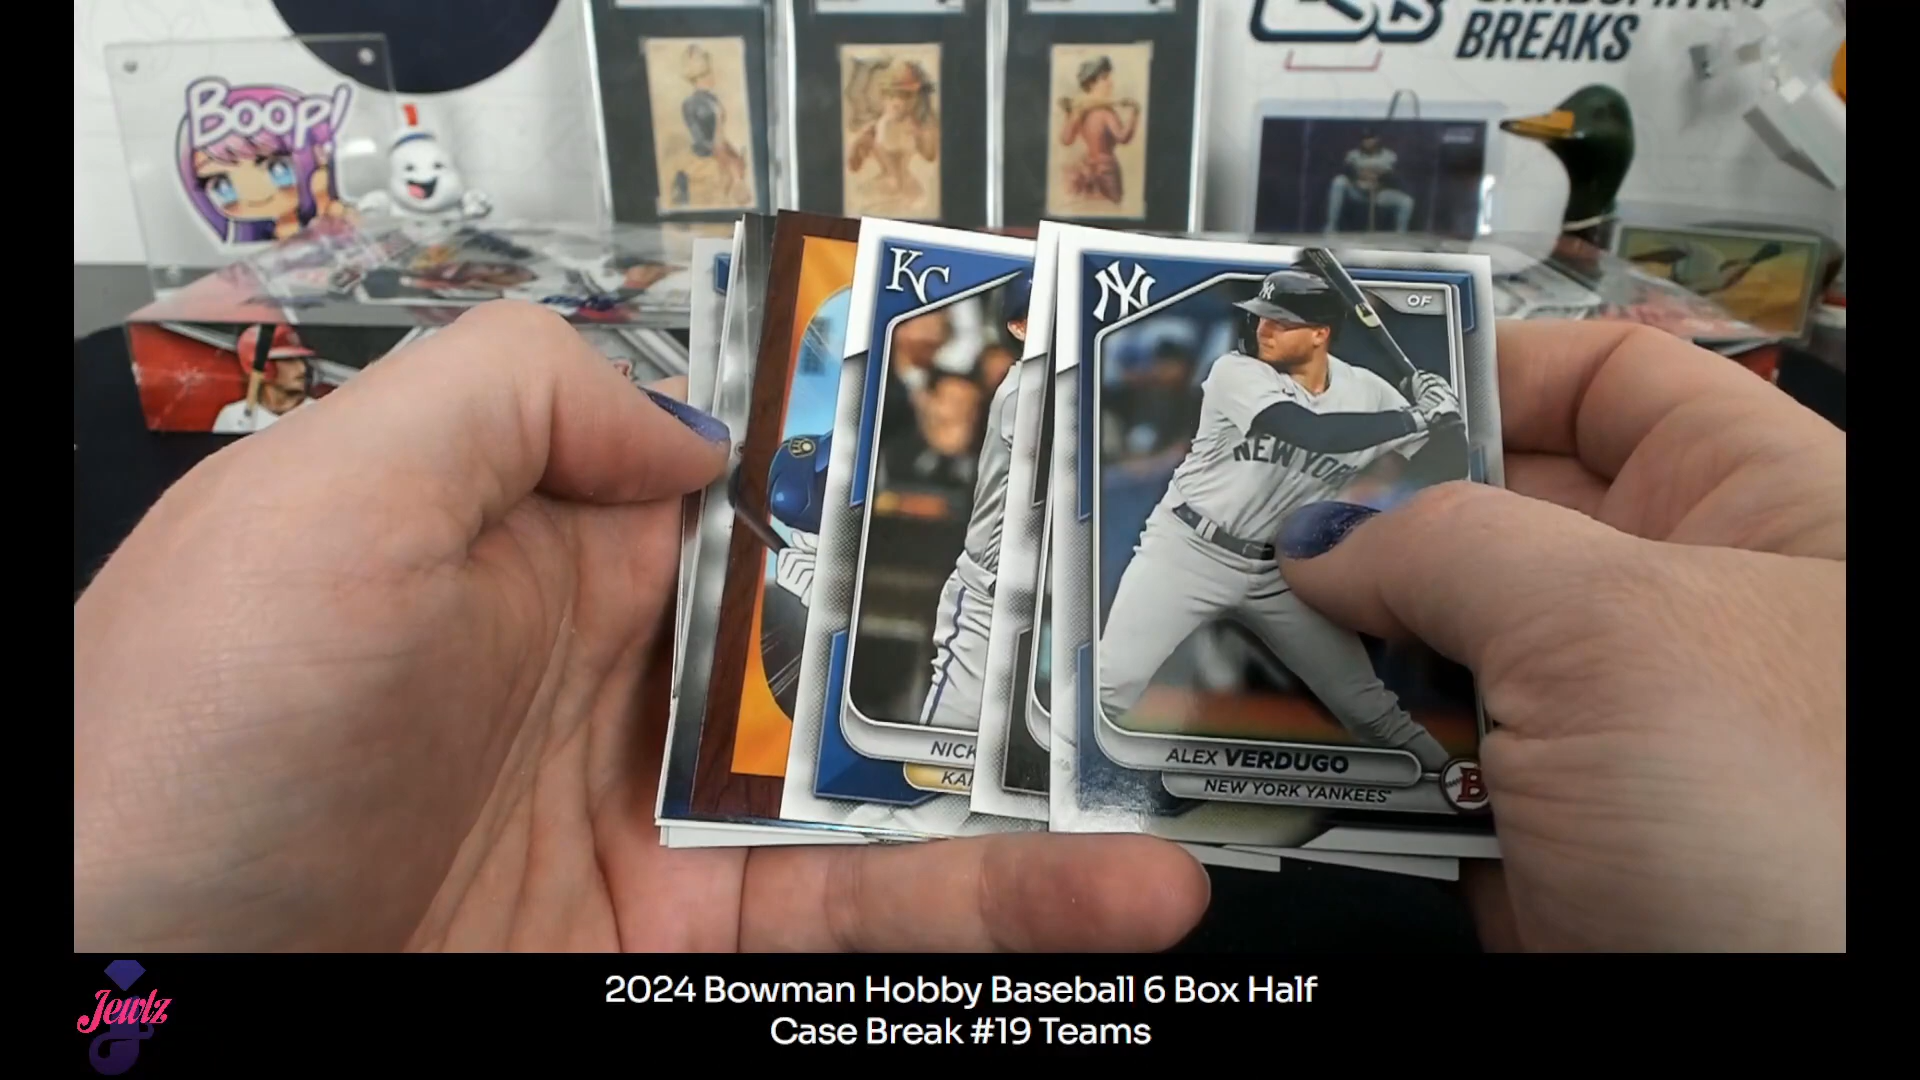 BREAKS
BOOP!
KC
NY
OF
NEW YORK
NICK
ALEX VERDUGO
NEW YORK YANKEES
B
Jewlz
2024 Bowman Hobby Baseball 6 Box Half
Case Break #19 Teams